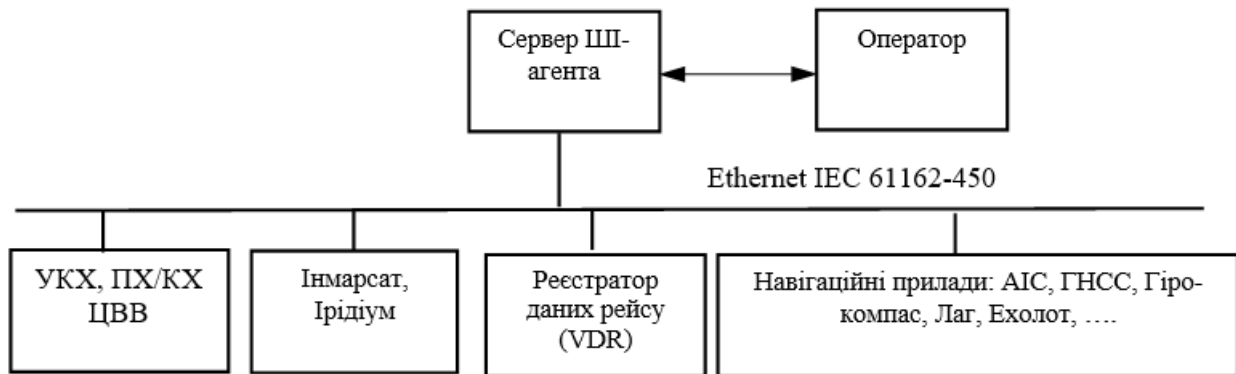 Сервер ШІ-
агента
Оператор
Ethernet IEC 61162-450
УКХ, ПХ/КХ
ЦВВ
Інмарсат,
Ірідіум
Реєстратор
даних рейсу
(VDR)
Навігаційні прилади: АІС, ГНСС, Гіро-
компас, Лаг, Ехолот, ….